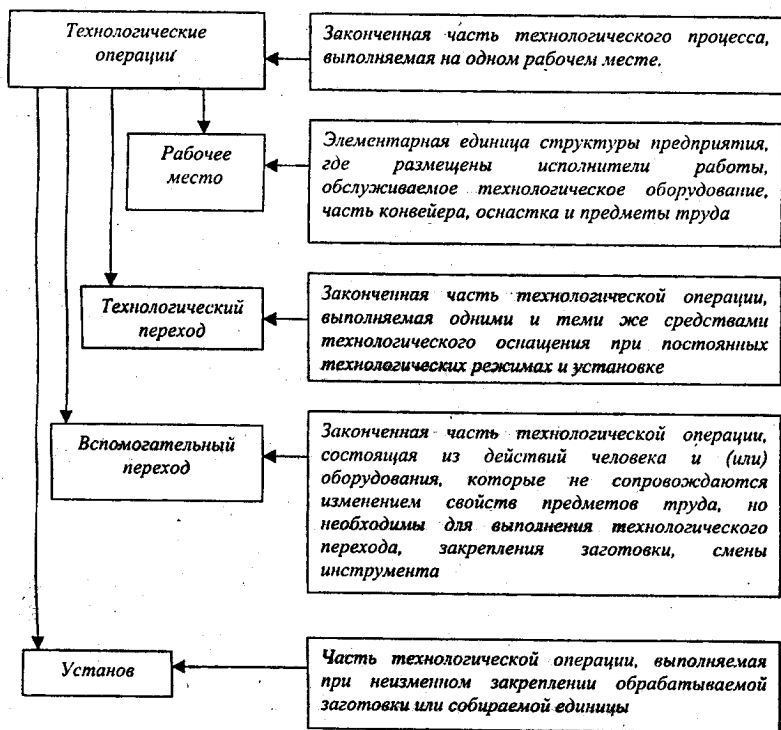 Технологические
операции
Законченная часть технологического процесса,
выполняемая на одном рабочем месте.
Рабочее
место
Элементарная единица структуры предприятия,
где размещены исполнители работы,
обслуживаемое технологическое оборудование,
часть конвейера, оснастка и предметы труда
Технологический
переход
Законченная часть технологической операции,
выполняемая одними и теми же средствами
технологического оснащения при постоянных
технологических режимах и установке
Вспомогательный
переход
Законченная часть технологической операции,
состоящая из действий человека и (или)
оборудования, которые не сопровождаются
изменением свойств предметов труда, но
необходимы для выполнения технологического
перехода, закрепления заготовки, смены
инструмента
Установ
Часть технологической операции, выполняемая
при неизменном закреплении обрабатываемой
заготовки или собираемой единицы